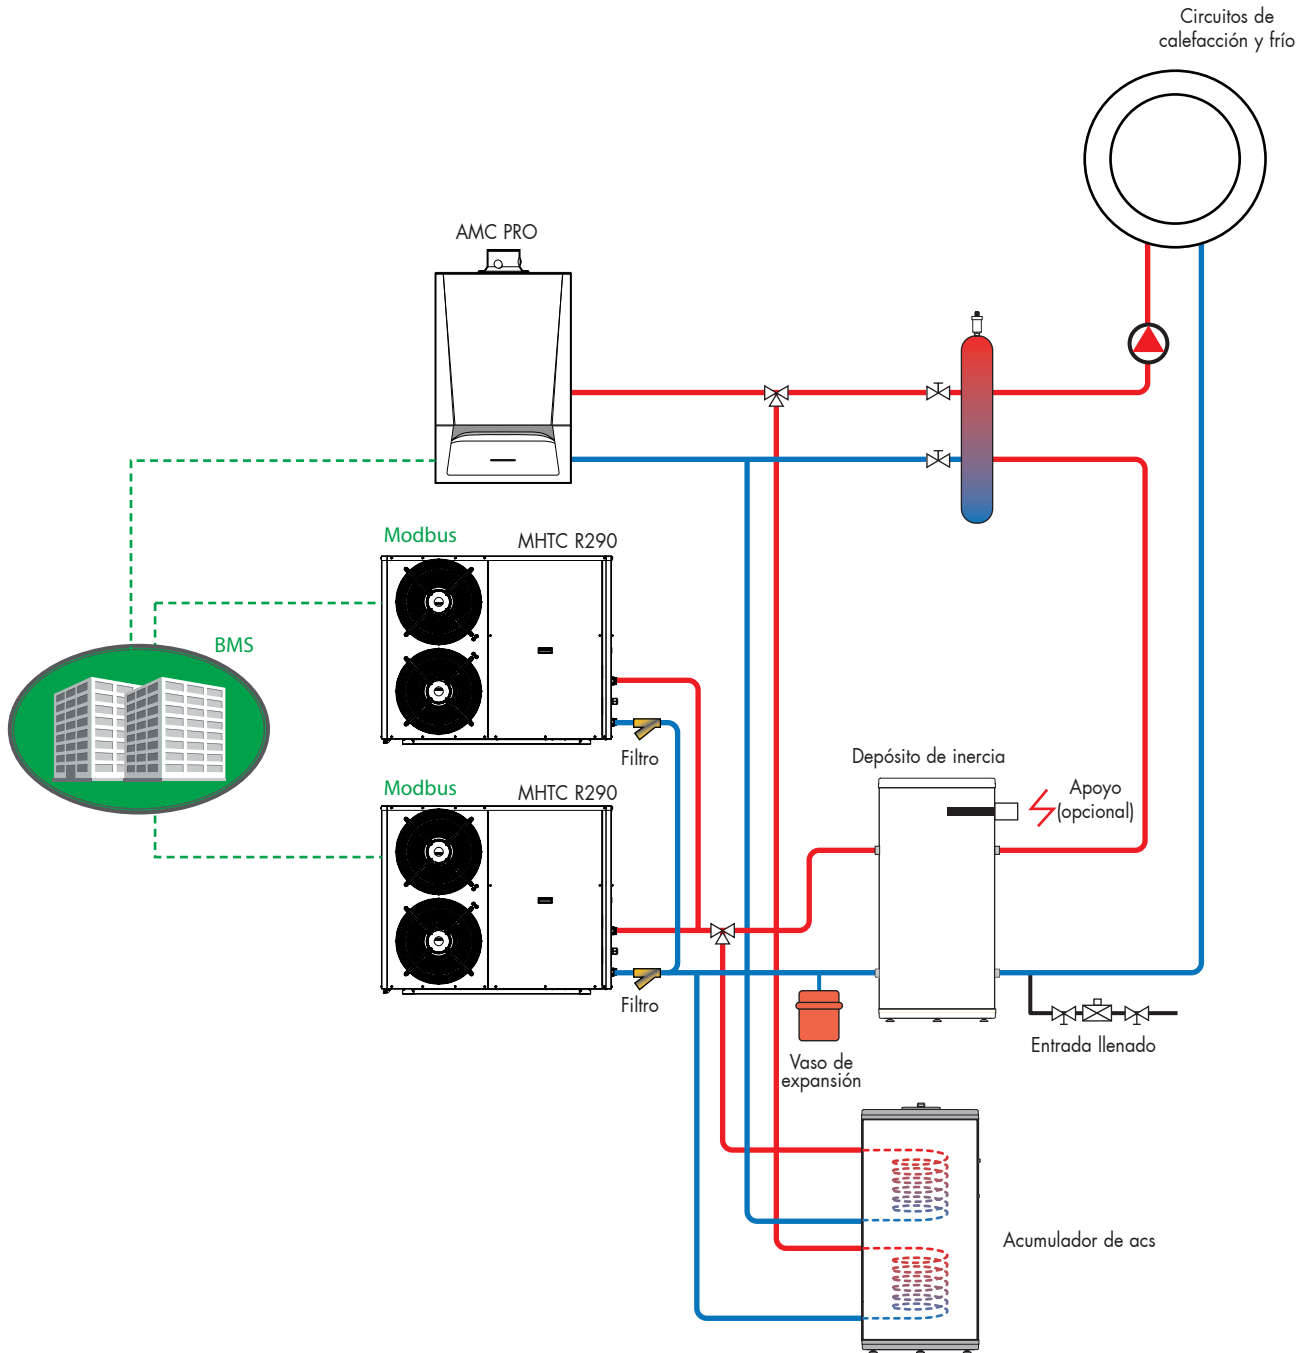 Circuitos de
calefacción y frío
AMC PRO
Modbus
MHTC R290
BMS
Filtro
Depósito de inercia
Apoyo
(opcional)
Modbus
MHTC R290
Filtro
Entrada llenado
Vaso de
expansión
Acumulador de acs